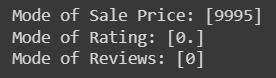 Mode of Sale Price: [9995]
Mode of Rating: [0.]
Mode of Reviews: [0]